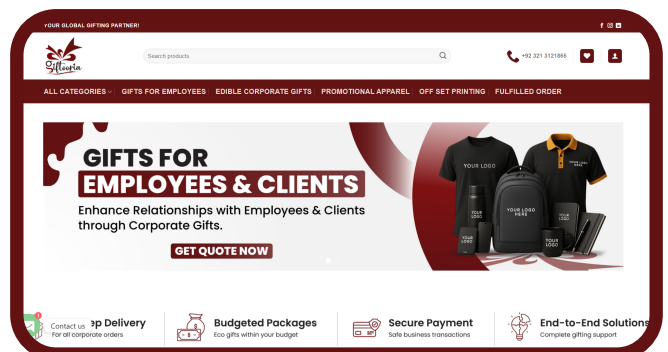 YOUR GLOBAL GIFTING PARTNER!
Giftooria
Search products
+92 321 3121866
ALL CATEGORIES
GIFTS FOR EMPLOYEES
EDIBLE CORPORATE GIFTS
PROMOTIONAL APPAREL
OFF SET PRINTING
FULFILLED ORDER
GIFTS FOR
EMPLOYEES & CLIENTS
Enhance Relationships with Employees & Clients
through Corporate Gifts.
GET QUOTE NOW
YOUR LOGO
YOUR LOGO
HERE
YOUR LOGO
HERE
YOUR
LOGO
YOUR
LOGO
YOUR
LOGO
1
Contact us
ep Delivery
For all corporate orders
Budgeted Packages
Eco gifts within your budget
Secure Payment
Safe business transactions
End-to-End Solutions
Complete gifting support